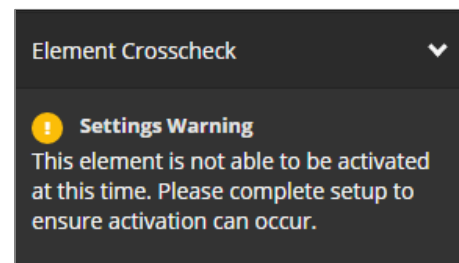 Element Crosscheck
Settings Warning
This element is not able to be activated
at this time. Please complete setup to
ensure activation can occur.